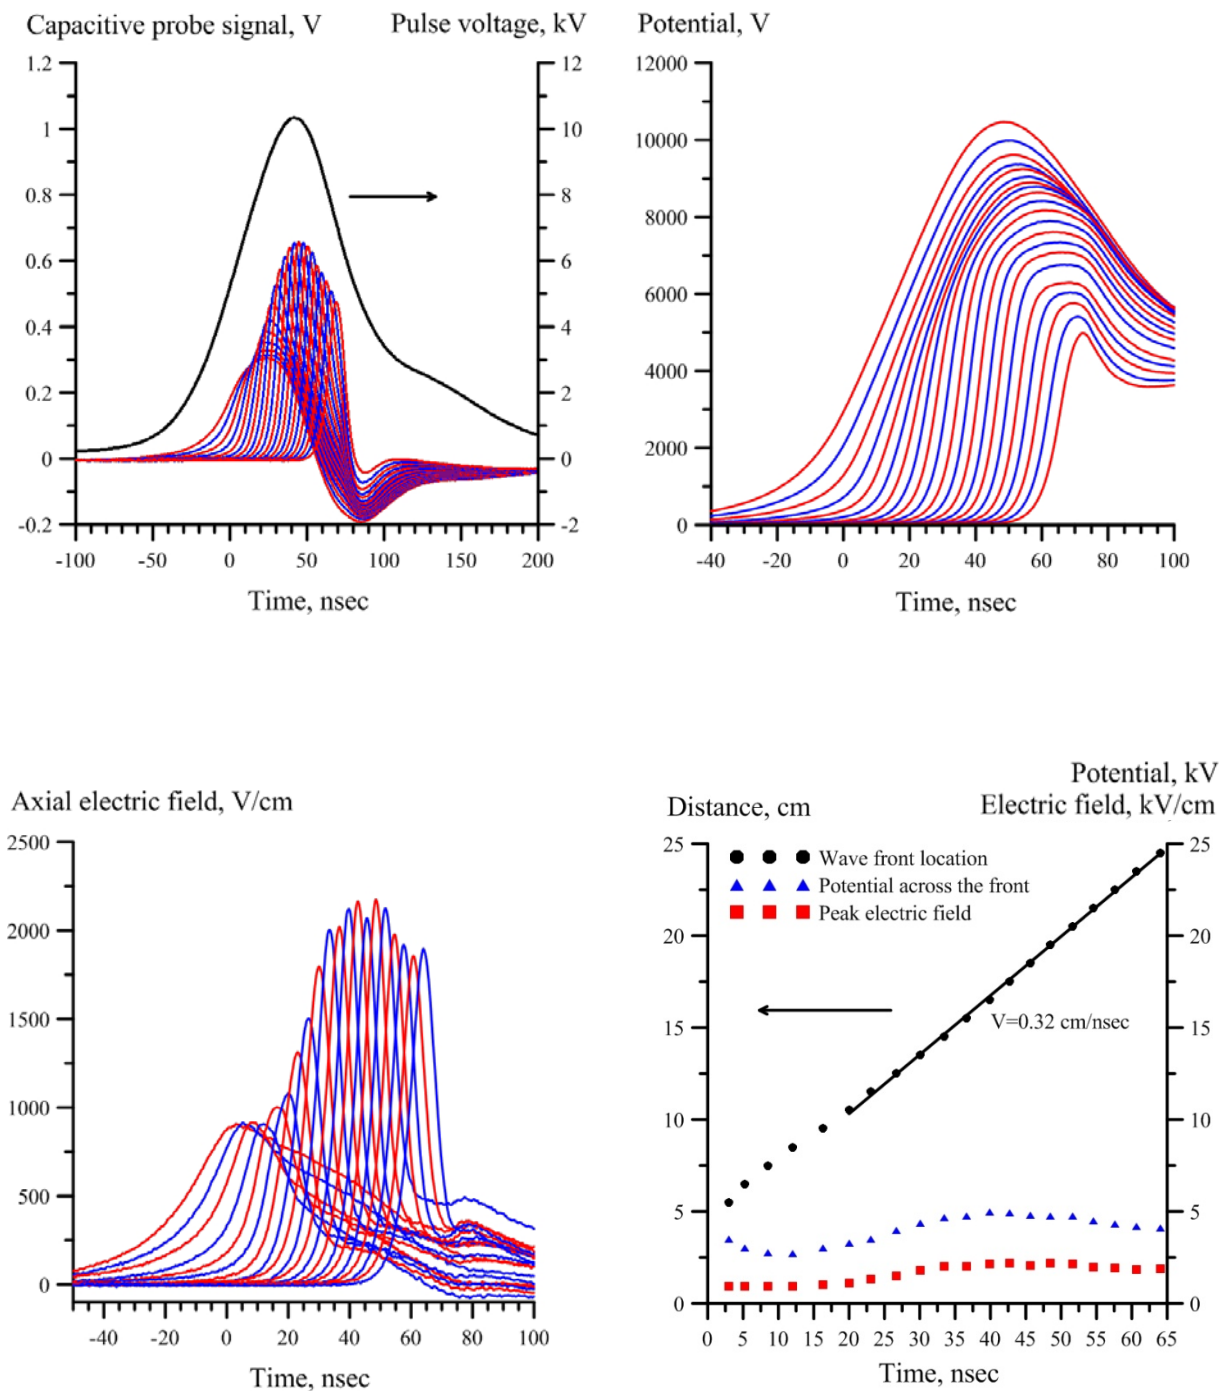 Capacitive probe signal, V
Pulse voltage, kV
1.2
1
0.8
0.6
0.4
0.2
0
-0.2
12
10
8
6
4
2
0
-2
-100 -50 0 50 100 150 200
Time, nsec
Potential, V
12000
10000
8000
6000
4000
2000
0
-40 -20 0 20 40 60 80 100
Time, nsec
Axial electric field, V/cm
2500
2000
1500
1000
500
0
-40 -20 0 20 40 60 80 100
Time, nsec
Potential, kV
Distance, cm
Electric field, kV/cm
25
20
15
10
5
0
Wave front location
Potential across the front
Peak electric field
V=0.32 cm/nsec
25
20
15
10
5
0
0 5 10 15 20 25 30 35 40 45 50 55 60 65
Time, nsec